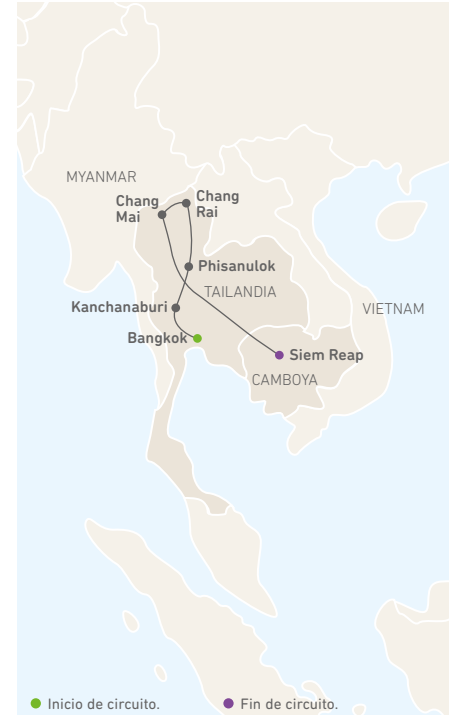 MYANMAR
Chang
Mai
Chang
Rai
Phisanulok
TAILANDIA
Kanchanaburi
VIETNAM
Bangkok
Siem Reap
CAMBOYA
Inicio de circuito.
Fin de circuito.